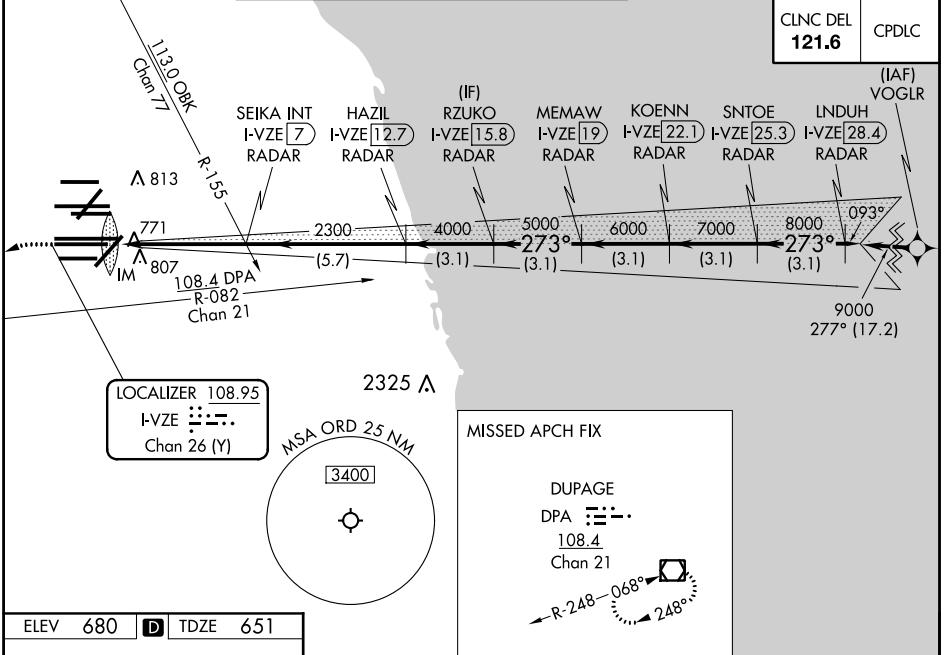 CLNC DEL
121.6
CPDLC
(IAF)
VOGLR
113.0 OBK
Chan 77
R-155
SEIKA INT
I-VZE 7
RADAR
HAZIL
I-VZE 12.7
RADAR
(IF)
RZUKO
I-VZE 15.8
RADAR
MEMAW
I-VZE 19
RADAR
KOENN
I-VZE 22.1
RADAR
SNTOE
I-VZE 25.3
RADAR
LNDUH
I-VZE 28.4
RADAR
813
771
807
IM
2300
4000
5000
6000
7000
8000
093°
273°
273°
(5.7)
(3.1)
(3.1)
(3.1)
(3.1)
(3.1)
9000
277° (17.2)
108.4 DPA
R-082
Chan 21
LOCALIZER 108.95
I-VZE
Chan 26 (Y)
2325
MSA ORD 25 NM
3400
MISSED APCH FIX
DUPAGE
DPA
108.4
Chan 21
R-248
068°
248°
ELEV 680 D TDZE 651